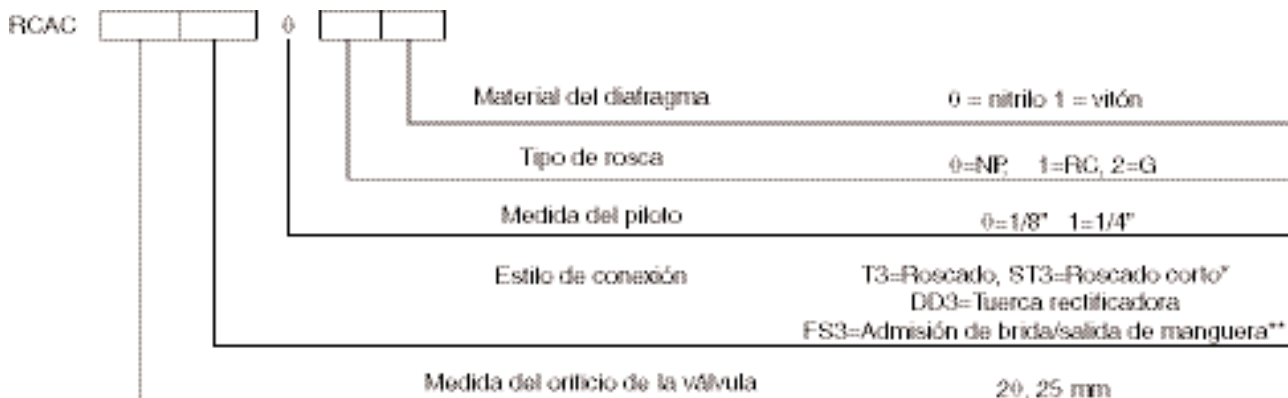 RCAC 0
Material del diafragma 0 = nitrilo 1 = vitón
Tipo de rosca 0=NP, 1=RC, 2=G
Medida del piloto 0=1/8" 1=1/4"
Estilo de conexión T3=Roscado, ST3=Roscado corto*
DD3=Tuerca rectificadora
FS3=Admisión de brida/salida de manguera**
Medida del orificio de la válvula 20, 25 mm